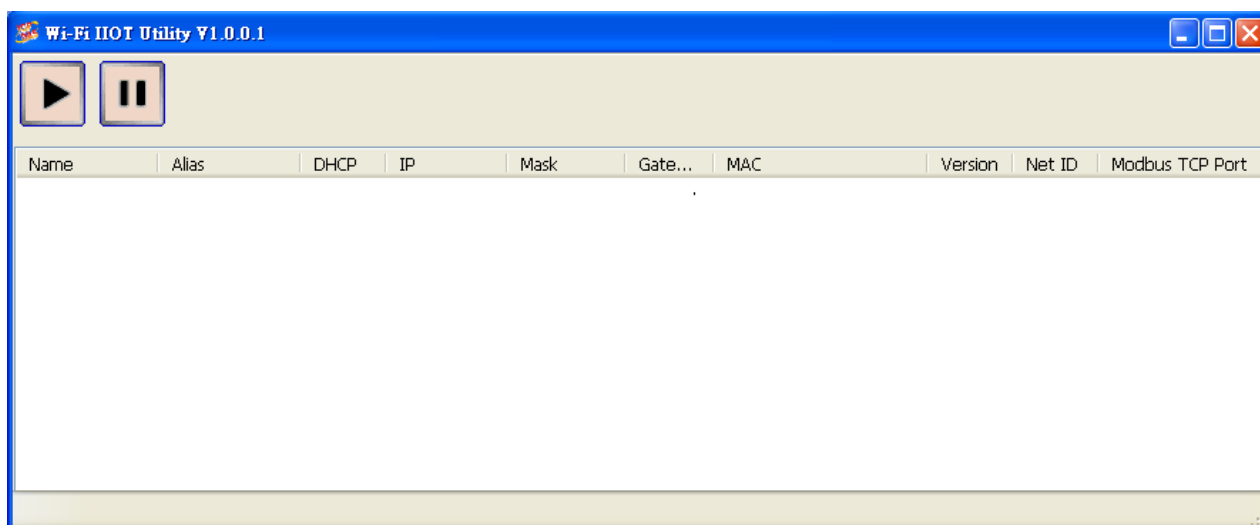 Wi-Fi IIOT Utility V1.0.0.1
Name Alias DHCP IP Mask Gate... MAC Version Net ID Modbus TCP Port